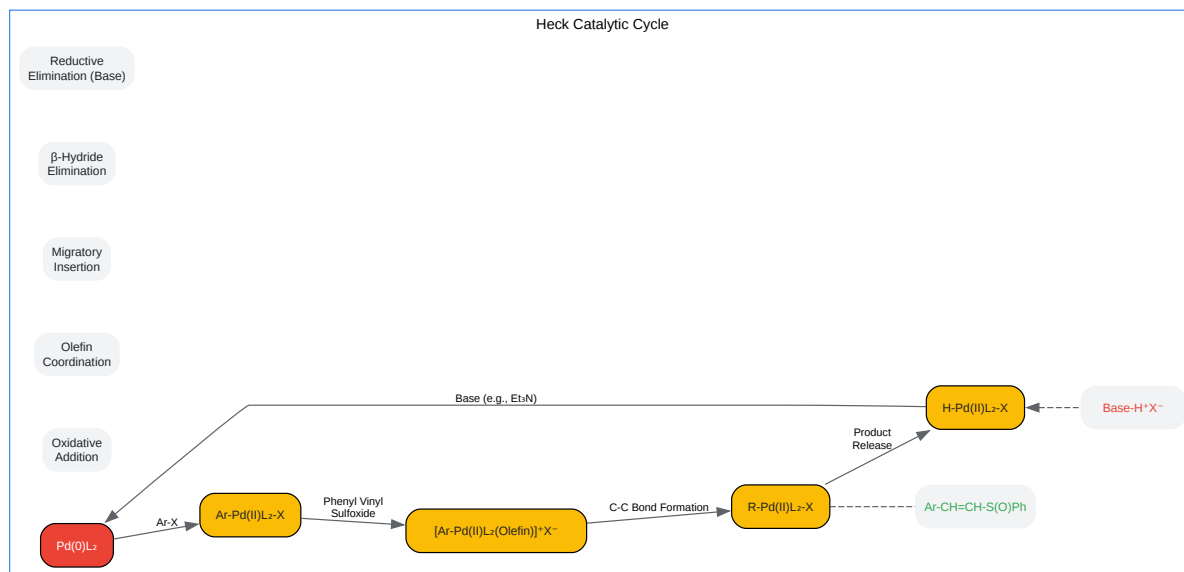 Heck Catalytic Cycle
Reductive
Elimination (Base)
β-Hydride
Elimination
Migratory
Insertion
Olefin
Coordination
Oxidative
Addition
Base (e.g., Et₃N)
H-Pd(II)L₂-X
Base-H⁺X⁻
Product
Release
Pd(0)L₂
Ar-X
Ar-Pd(II)L₂-X
Phenyl Vinyl
Sulfoxide
[Ar-Pd(II)L₂(Olefin)]⁺X⁻
C-C Bond Formation
R-Pd(II)L₂-X
Ar-CH=CH-S(O)Ph